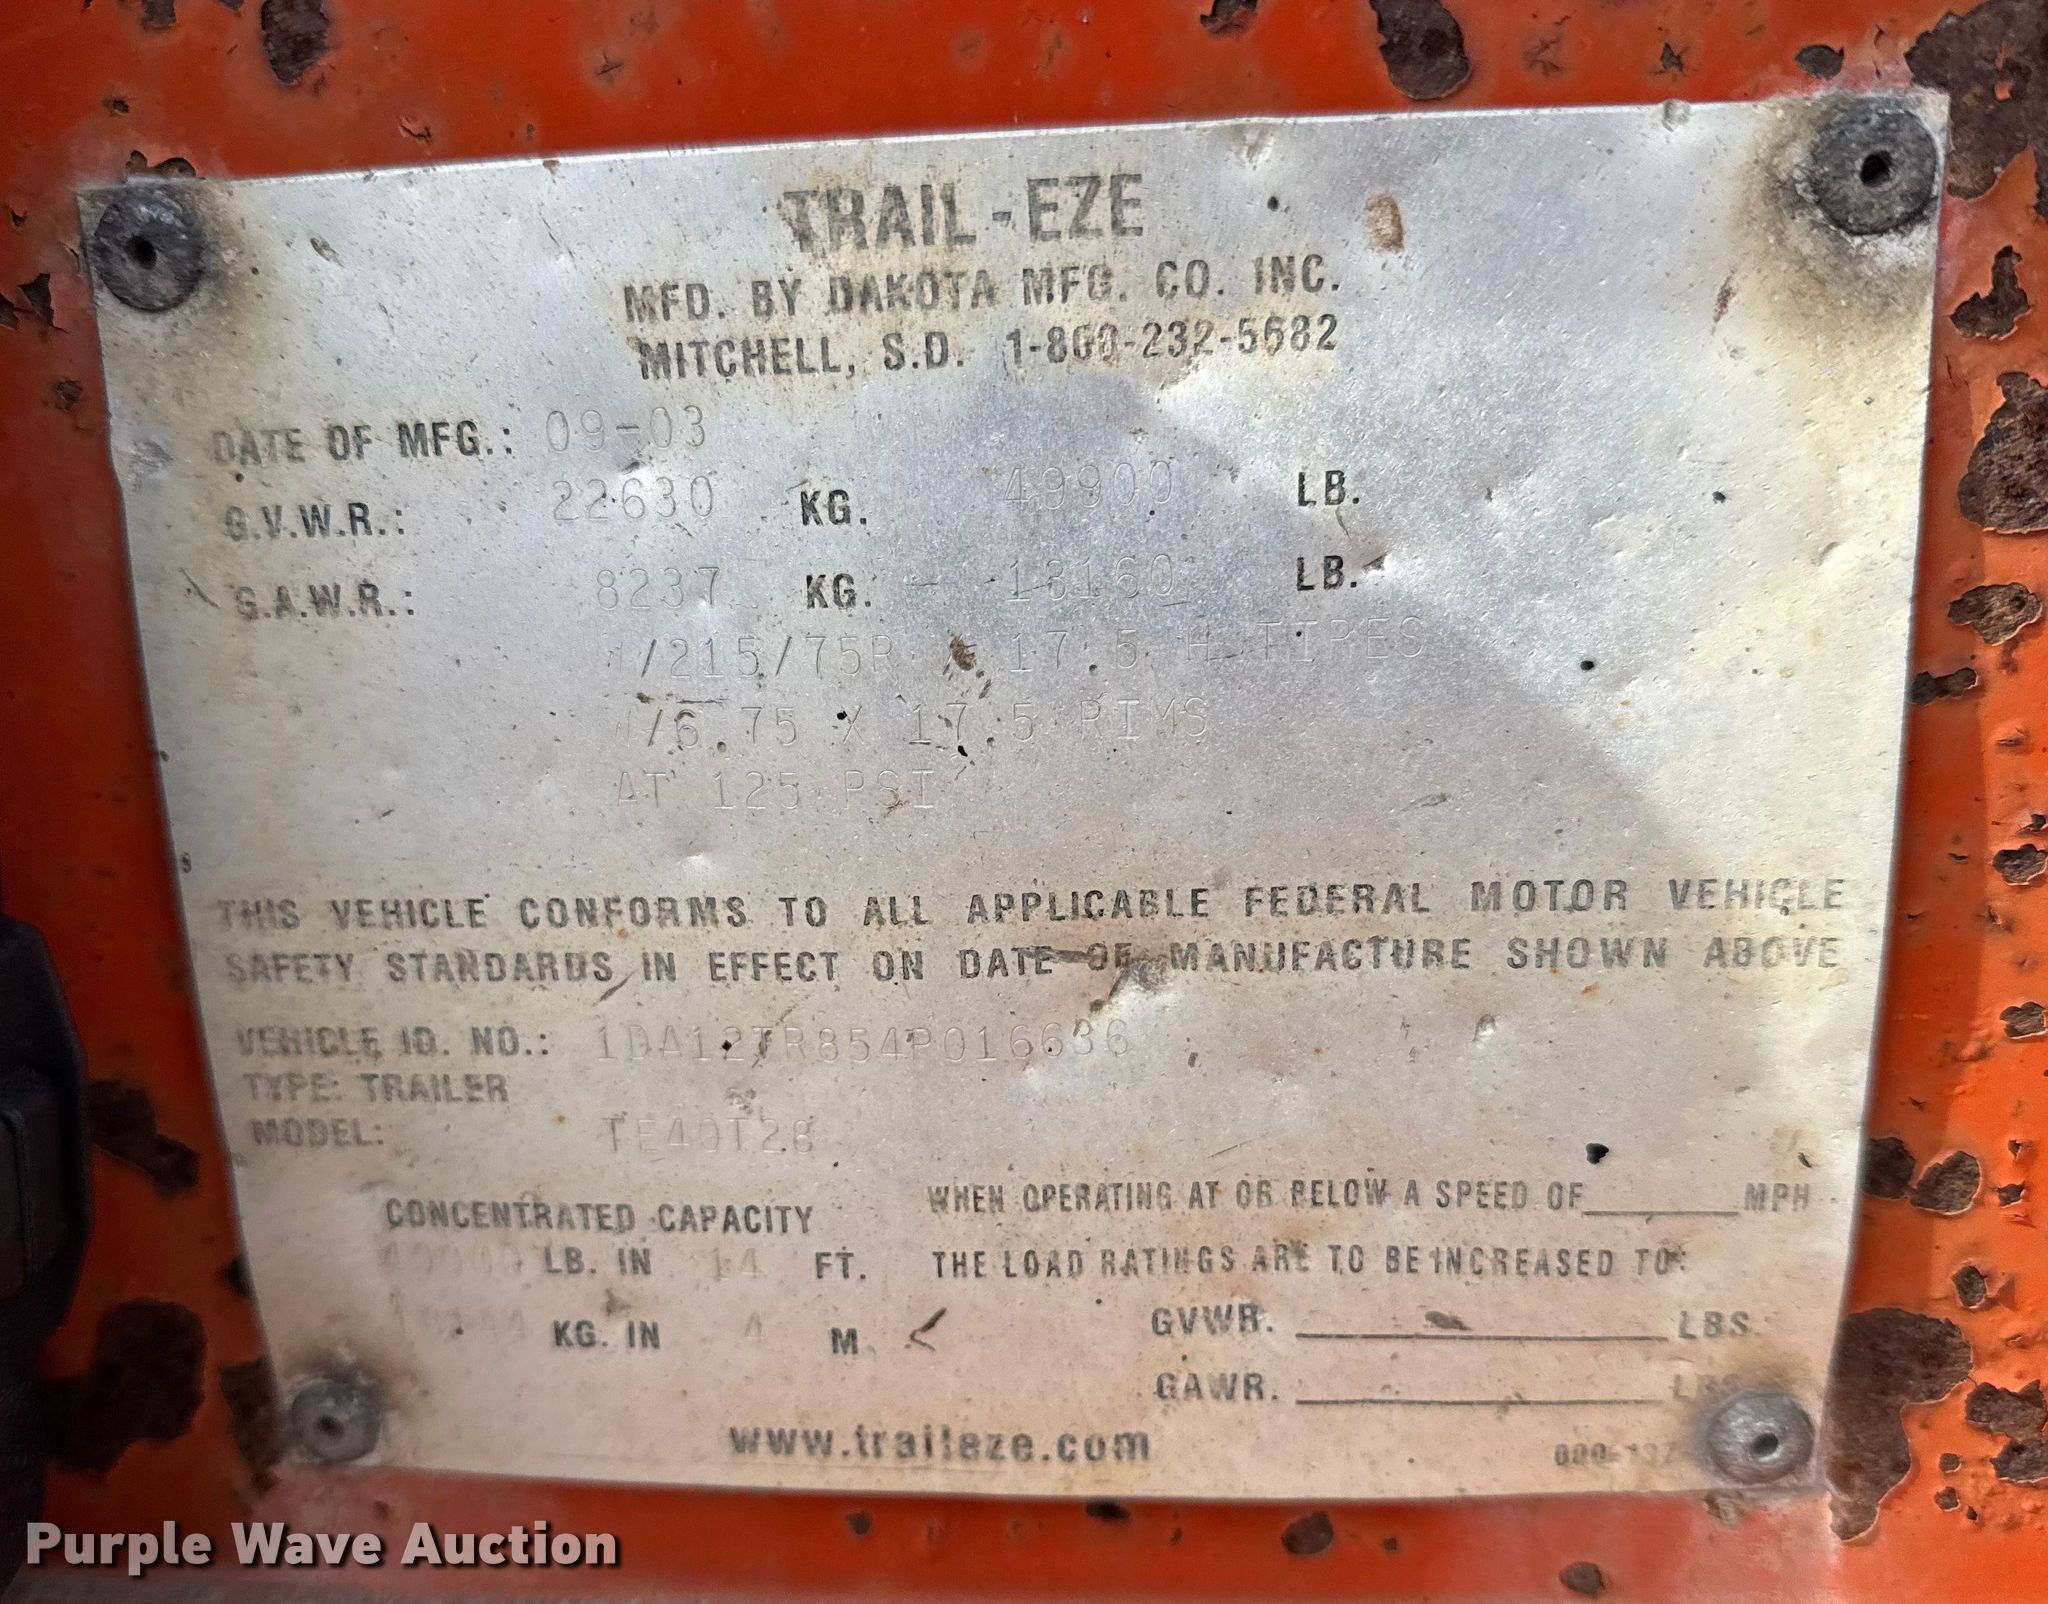 TRAIL-EZE
MFD. BY DAKOTA MFG. CO. INC.
MITCHELL, S.D. 1-800-232-5682
DATE OF MFG.: 09-03
G.V.W.R.: 22630 KG. 49900 LB.
G.A.W.R.: 8237 KG. - 18160 LB.
W/215/75R X 17.5 H TIRES
W/6.75 X 17.5 RIMS
AT 125 PSI
THIS VEHICLE CONFORMS TO ALL APPLICABLE FEDERAL MOTOR VEHICLE
SAFETY STANDARDS IN EFFECT ON DATE OF MANUFACTURE SHOWN ABOVE
VEHICLE ID. NO.: 1DA12TR854P016636
TYPE: TRAILER
MODEL: TE40T28
CONCENTRATED CAPACITY
LB. IN 14 FT.
KG. IN 4 M.
WHEN OPERATING AT OR BELOW A SPEED OF ______ MPH
THE LOAD RATINGS ARE TO BE INCREASED TO:
GVWR. ______ LBS.
GAWR. ______ LBS.
www.traileze.com
Purple Wave Auction